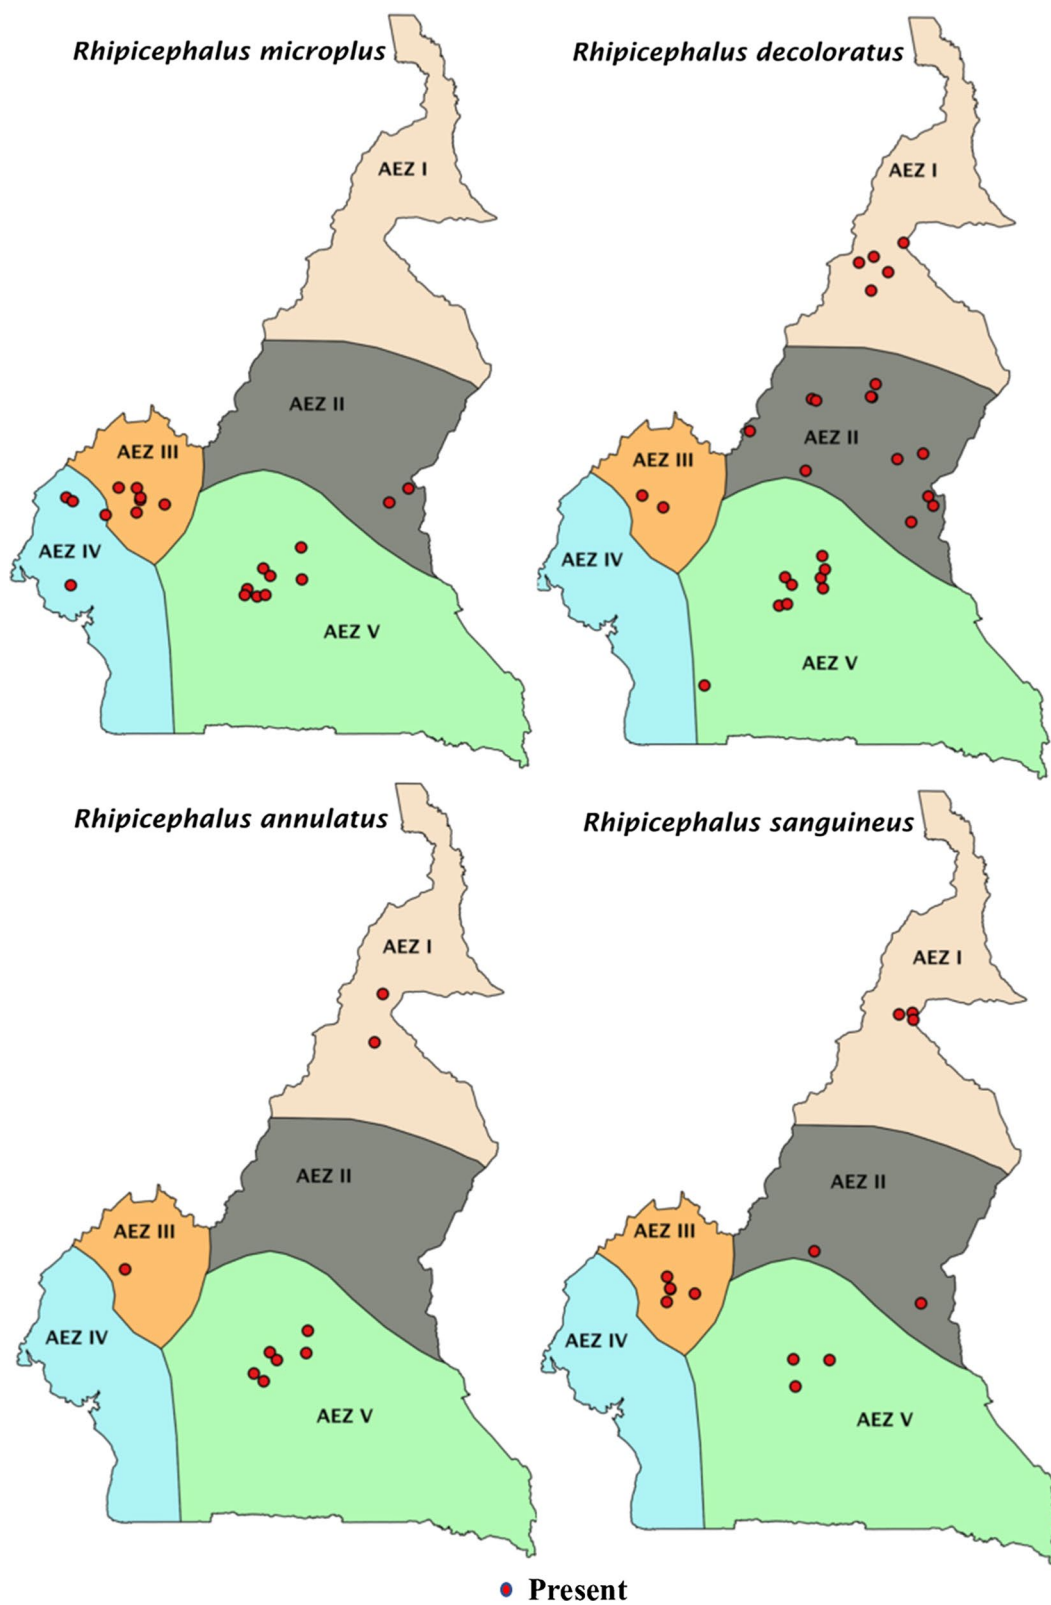 Rhipicephalus microplus
AEZ I
AEZ II
AEZ III
AEZ IV
AEZ V
Rhipicephalus decoloratus
AEZ I
AEZ II
AEZ III
AEZ IV
AEZ V
Rhipicephalus annulatus
AEZ I
AEZ II
AEZ III
AEZ IV
AEZ V
Rhipicephalus sanguineus
AEZ I
AEZ II
AEZ III
AEZ IV
AEZ V
Present